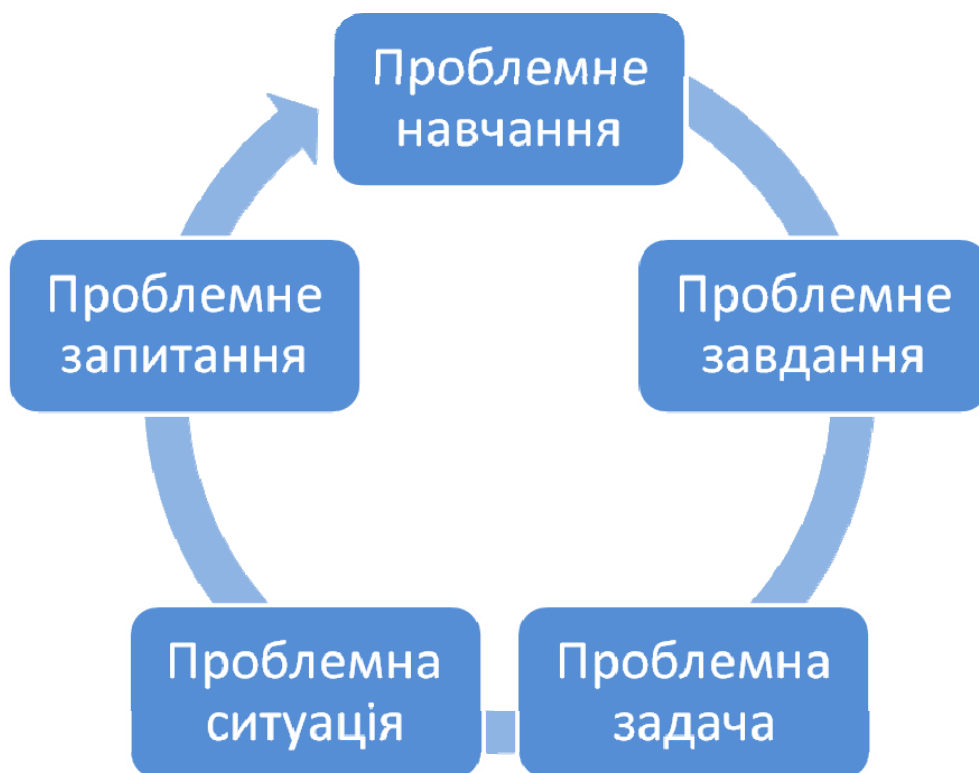 Проблемне
навчання
Проблемне
завдання
Проблемна
задача
Проблемна
ситуація
Проблемне
запитання